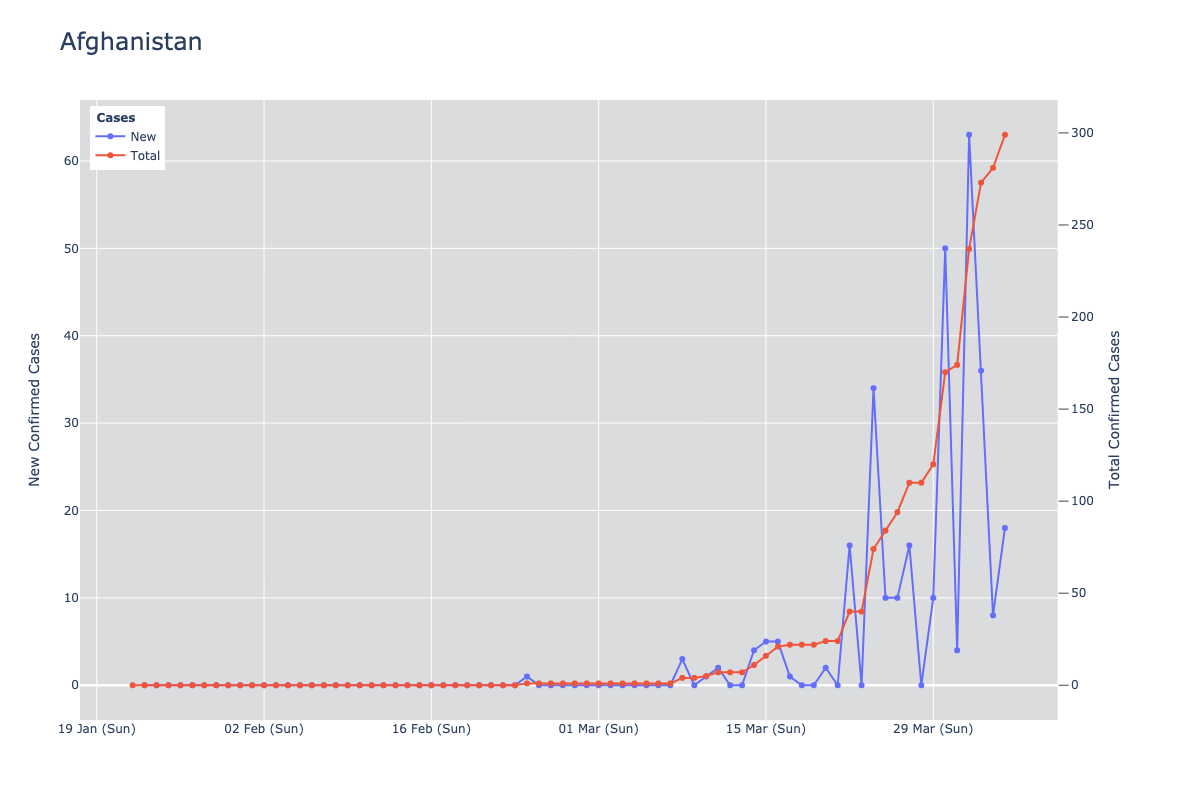 Afghanistan
Cases
New
Total
60
50
40
30
20
10
0
300
250
200
150
100
50
0
New Confirmed Cases
Total Confirmed Cases
19 Jan (Sun)
02 Feb (Sun)
16 Feb (Sun)
01 Mar (Sun)
15 Mar (Sun)
29 Mar (Sun)